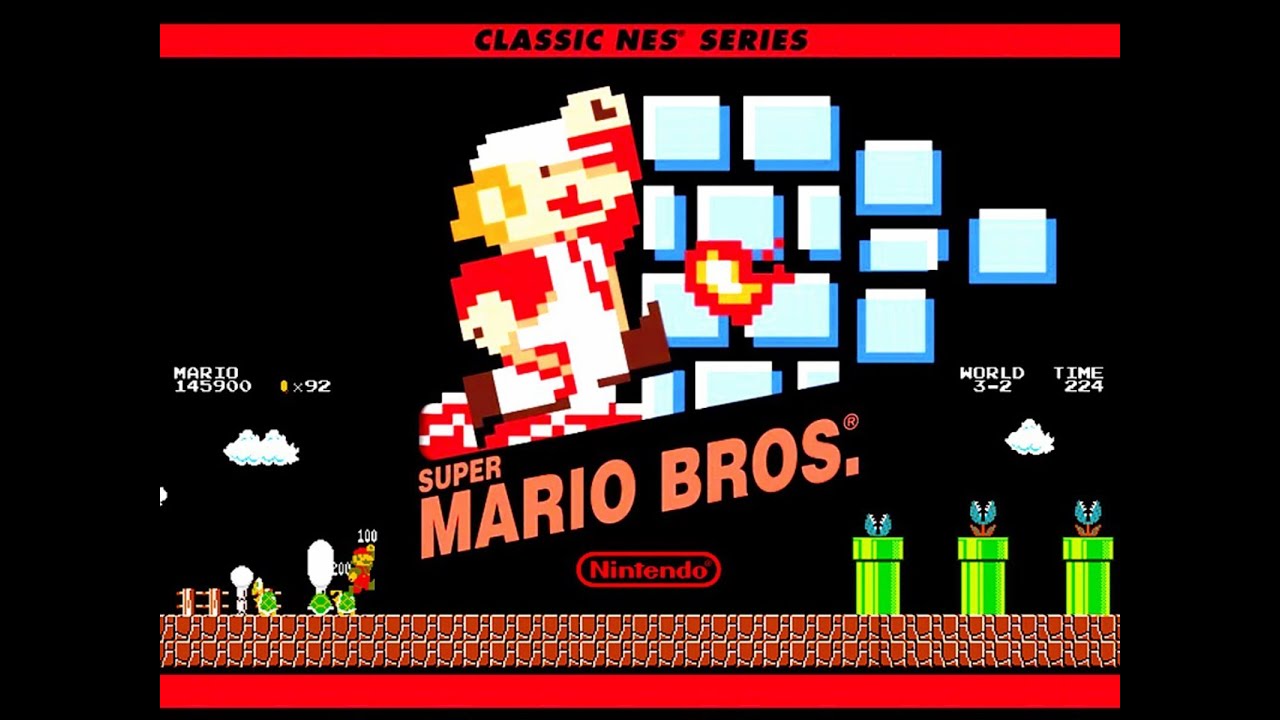 CLASSIC NES® SERIES
MARIO
145900 ×92
WORLD TIME
3-2 224
SUPER
MARIO BROS.®
100
200
Nintendo®